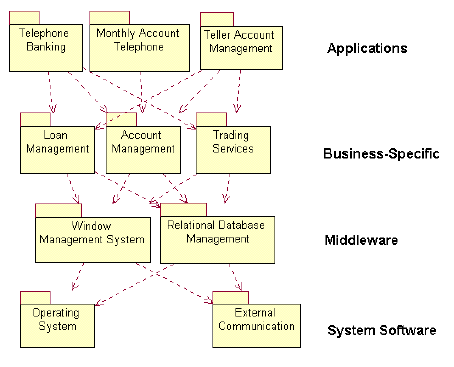 Telephone
Banking
Monthly Account
Telephone
Teller Account
Management
Applications
Loan
Management
Account
Management
Trading
Services
Business-Specific
Window
Management System
Relational Database
Management
Middleware
Operating
System
External
Communication
System Software